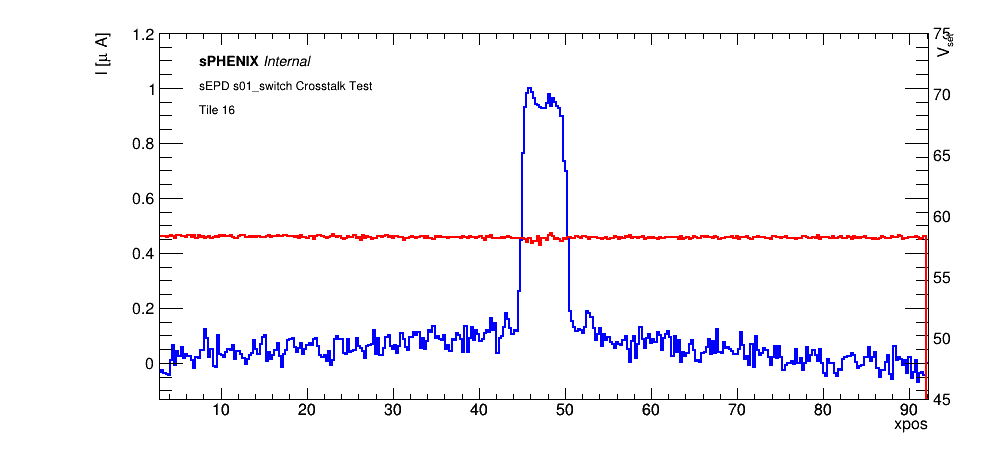 I [μ A]
1.2
1
0.8
0.6
0.4
0.2
0
sPHENIX Internal
sEPD s01_switch Crosstalk Test
Tile 16
75
70
65
60
55
50
45
Vset
10 20 30 40 50 60 70 80 90
xpos